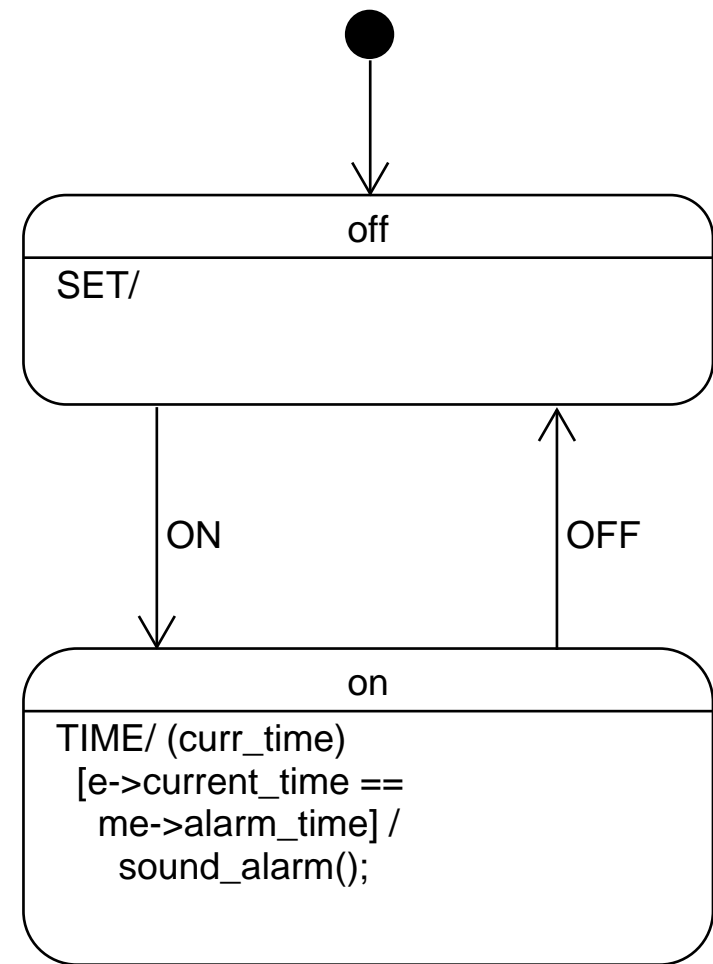 off
SET/
ON
OFF
on
TIME/ (curr_time)
[e->current_time ==
me->alarm_time] /
sound_alarm();